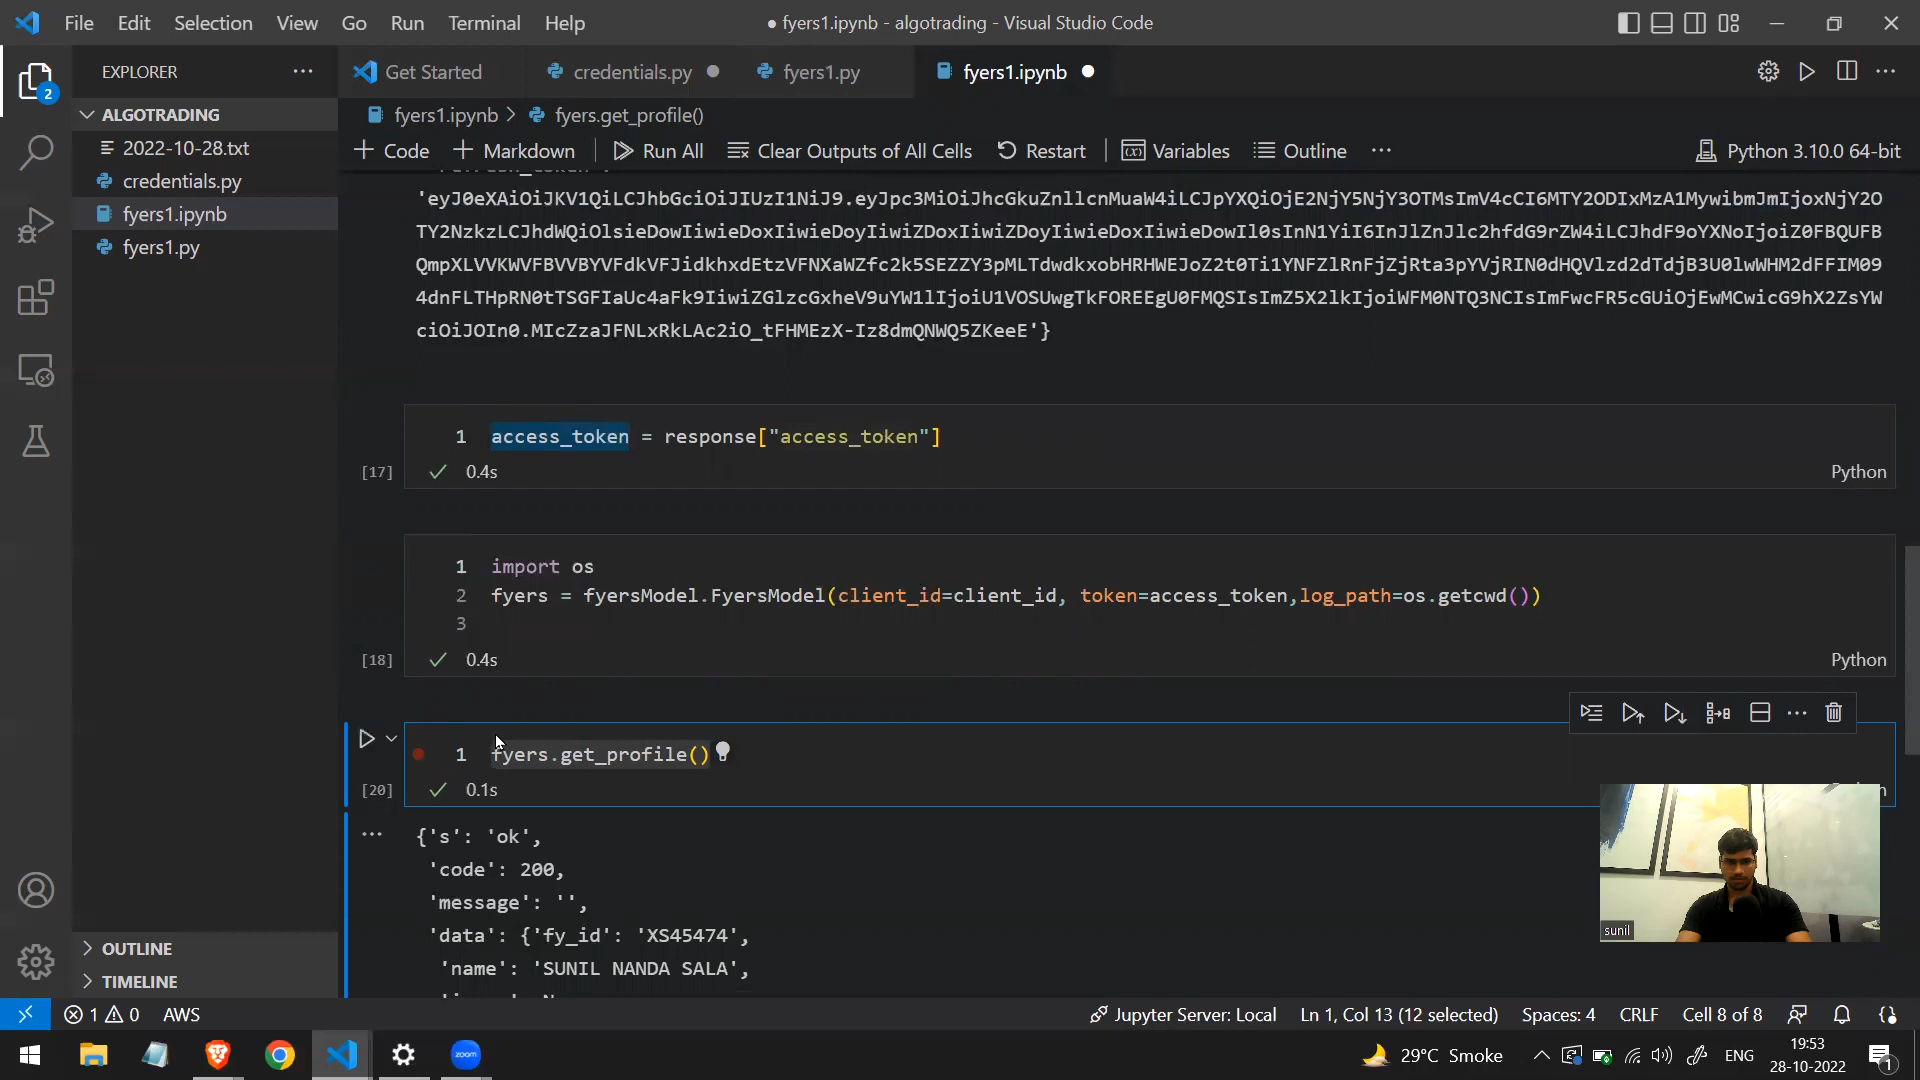 File Edit Selection View Go Run Terminal Help
● fyers1.ipynb - algotrading - Visual Studio Code
EXPLORER
Get Started
credentials.py
fyers1.py
fyers1.ipynb
2
ALGOTRADING
2022-10-28.txt
credentials.py
fyers1.ipynb
fyers1.py
fyers1.ipynb > fyers.get_profile()
Code Markdown Run All Clear Outputs of All Cells Restart Variables Outline
Python 3.10.0 64-bit
'eyJ0eXAiOiJKV1QiLCJhbGciOiJIUzI1NiJ9.eyJpc3MiOiJhcGkuZnllcnMuaW4iLCJpYXQiOjE2NjY5NjY3OTMsImV4cCI6MTY2ODIxMzA1MywibmJmIjoxNjY2O
TY2NzkzLCJhdWQiOlsieDowIiwieDoxIiwieDoyIiwiZDoxIiwiZDoyIiwieDoxIiwieDowIl0sInN1YiI6InJlZnJlc2hfdG9rZW4iLCJhdF9oYXNoIjoiZ0FBQUFB
QmpXLVVKWVFBVVBYVFdkVFJidkhxdEtzVFNXaWZfc2k5SEZZY3pMLTdwdkxobHRHWEJoZ2t0Ti1YNFZlRnFjZjRta3pYVjRIN0dHQVlzd2dTdjB3U0lwWHM2dFFIM09
4dnFLTHpRN0tTSGFIaUc4aFk9IiwiZGlzcGxheV9uYW1lIjoiU1VOSUwgTkFOREEgU0FMQSIsImZ5X2lkIjoiWFM0NTQ3NCIsImFwcFR5cGUiOjEwMCwicG9hX2ZsYW
ciOiJOIn0.MIcZzaJFNLxRkLAc2iO_tFHMEzX-Iz8dmQNWQ5ZKeeE'}
1 access_token = response["access_token"]
[17] 0.4s Python
1 import os
2 fyers = fyersModel.FyersModel(client_id=client_id, token=access_token,log_path=os.getcwd())
3
[18] 0.4s Python
1 fyers.get_profile()
[20] 0.1s
{'s': 'ok',
'code': 200,
'message': '',
'data': {'fy_id': 'XS45474',
'name': 'SUNIL NANDA SALA',
sunil
OUTLINE
TIMELINE
1 0 AWS
Jupyter Server: Local Ln 1, Col 13 (12 selected) Spaces: 4 CRLF Cell 8 of 8
zoom
29°C Smoke
ENG
19:53
28-10-2022
1